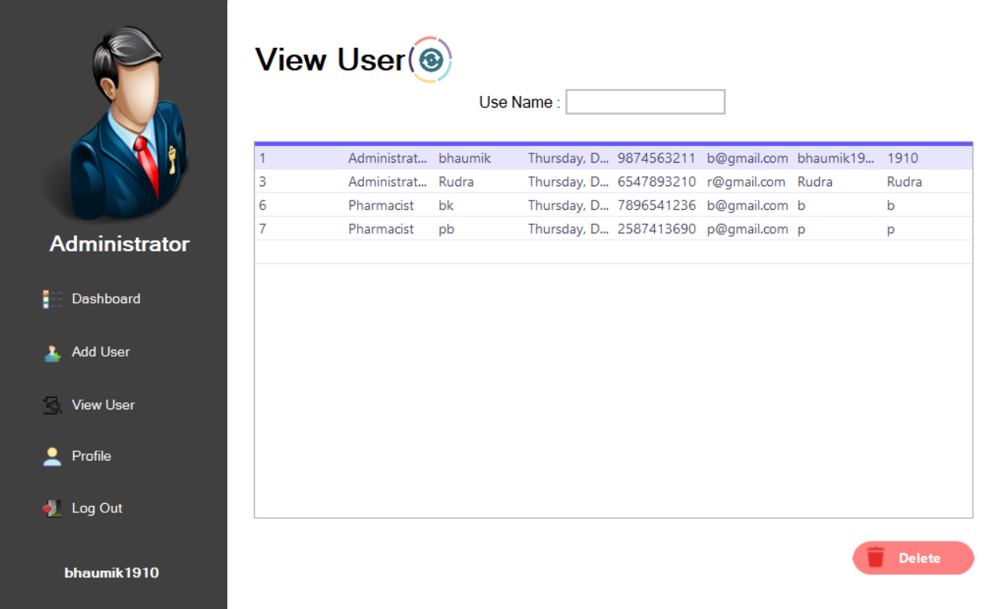 View User
Use Name :
1 Administrat... bhaumik Thursday, D... 9874563211 b@gmail.com bhaumik19... 1910
3 Administrat... Rudra Thursday, D... 6547893210 r@gmail.com Rudra Rudra
6 Pharmacist bk Thursday, D... 7896541236 b@gmail.com b b
7 Pharmacist pb Thursday, D... 2587413690 p@gmail.com p p
Administrator
Dashboard
Add User
View User
Profile
Log Out
bhaumik1910
Delete